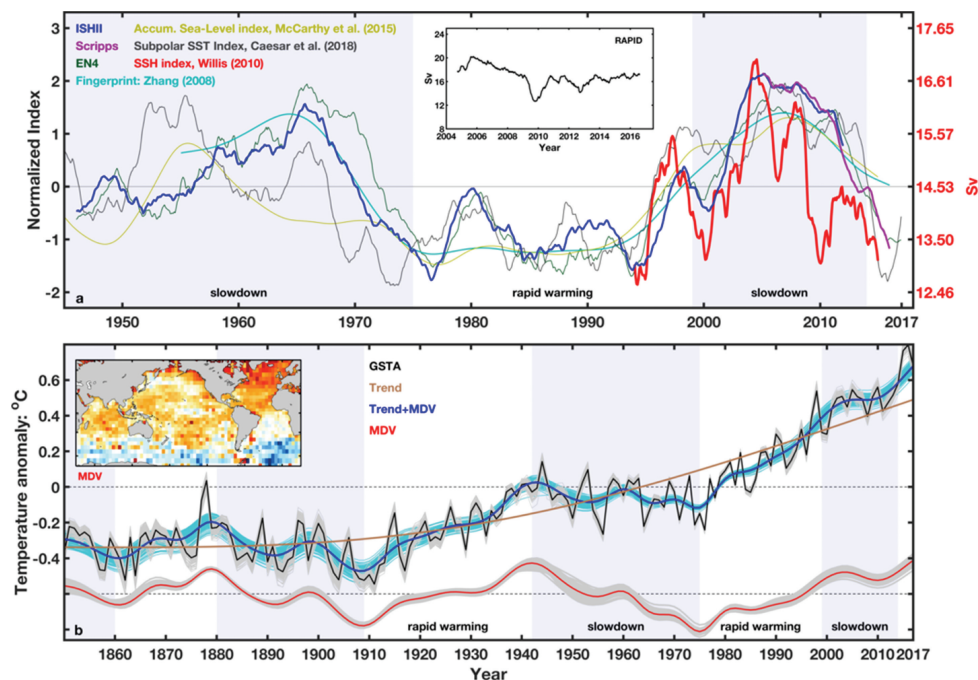 3
2
1
0
-1
-2
Normalized Index
ISHII Accum. Sea-Level index, McCarthy et al. (2015)
Scripps Subpolar SST Index, Caesar et al. (2018)
EN4 SSH index, Willis (2010)
Fingerprint: Zhang (2008)
24
20
16
12
8
Sv
RAPID
2004 2006 2008 2010 2012 2014 2016
Year
17.65
16.61
15.57
14.53
13.50
12.46
Sv
a
slowdown rapid warming slowdown
1950 1960 1970 1980 1990 2000 2010 2017
0.6
0.4
0.2
0
-0.2
-0.4
Temperature anomaly: °C
MDV
GSTA
Trend
Trend+MDV
MDV
b
rapid warming slowdown rapid warming slowdown
1860 1870 1880 1890 1900 1910 1920 1930 1940 1950 1960 1970 1980 1990 2000 2010 2017
Year